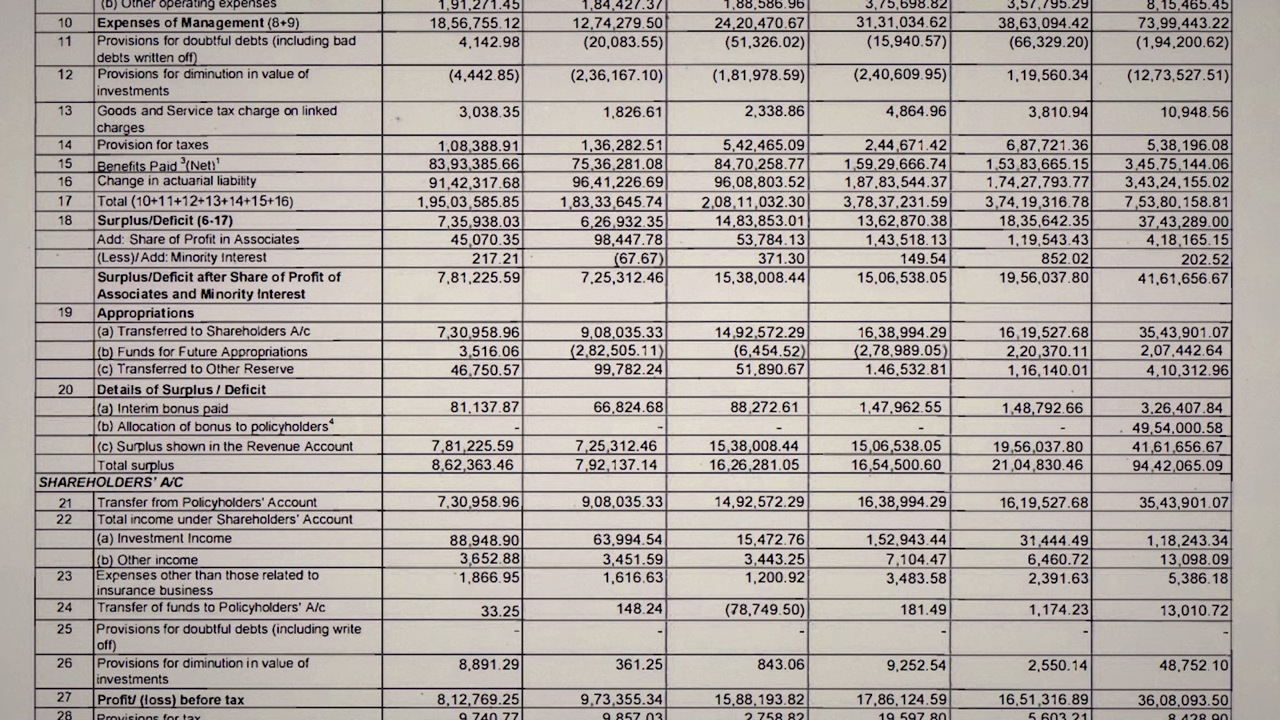 (b) Other operating expenses 1,91,271.45 1,84,427.37 1,88,586.96 3,75,698.82 3,57,795.29 8,15,465.45
10 Expenses of Management (8+9) 18,56,755.12 12,74,279.50 24,20,470.67 31,31,034.62 38,63,094.42 73,99,443.22
11 Provisions for doubtful debts (including bad 4,142.98 (20,083.55) (51,326.02) (15,940.57) (66,329.20) (1,94,200.62)
debts written off)
12 Provisions for diminution in value of (4,442.85) (2,36,167.10) (1,81,978.59) (2,40,609.95) 1,19,560.34 (12,73,527.51)
investments
13 Goods and Service tax charge on linked 3,038.35 1,826.61 2,338.86 4,864.96 3,810.94 10,948.56
charges
14 Provision for taxes 1,08,388.91 1,36,282.51 5,42,465.09 2,44,671.42 6,87,721.36 5,38,196.08
15 Benefits Paid ³(Net)¹ 83,93,385.66 75,36,281.08 84,70,258.77 1,59,29,666.74 1,53,83,665.15 3,45,75,144.06
16 Change in actuarial liability 91,42,317.68 96,41,226.69 96,08,803.52 1,87,83,544.37 1,74,27,793.77 3,43,24,155.02
17 Total (10+11+12+13+14+15+16) 1,95,03,585.85 1,83,33,645.74 2,08,11,032.30 3,78,37,231.59 3,74,19,316.78 7,53,80,158.81
18 Surplus/Deficit (6-17) 7,35,938.03 6,26,932.35 14,83,853.01 13,62,870.38 18,35,642.35 37,43,289.00
Add: Share of Profit in Associates 45,070.35 98,447.78 53,784.13 1,43,518.13 1,19,543.43 4,18,165.15
(Less)/ Add: Minority Interest 217.21 (67.67) 371.30 149.54 852.02 202.52
Surplus/Deficit after Share of Profit of 7,81,225.59 7,25,312.46 15,38,008.44 15,06,538.05 19,56,037.80 41,61,656.67
Associates and Minority Interest
19 Appropriations
(a) Transferred to Shareholders A/c 7,30,958.96 9,08,035.33 14,92,572.29 16,38,994.29 16,19,527.68 35,43,901.07
(b) Funds for Future Appropriations 3,516.06 (2,82,505.11) (6,454.52) (2,78,989.05) 2,20,370.11 2,07,442.64
(c) Transferred to Other Reserve 46,750.57 99,782.24 51,890.67 1,46,532.81 1,16,140.01 4,10,312.96
20 Details of Surplus / Deficit
(a) Interim bonus paid 81,137.87 66,824.68 88,272.61 1,47,962.55 1,48,792.66 3,26,407.84
(b) Allocation of bonus to policyholders⁴ - - - - - 49,54,000.58
(c) Surplus shown in the Revenue Account 7,81,225.59 7,25,312.46 15,38,008.44 15,06,538.05 19,56,037.80 41,61,656.67
Total surplus 8,62,363.46 7,92,137.14 16,26,281.05 16,54,500.60 21,04,830.46 94,42,065.09
SHAREHOLDERS' A/C
21 Transfer from Policyholders' Account 7,30,958.96 9,08,035.33 14,92,572.29 16,38,994.29 16,19,527.68 35,43,901.07
22 Total income under Shareholders' Account
(a) Investment Income 88,948.90 63,994.54 15,472.76 1,52,943.44 31,444.49 1,18,243.34
(b) Other income 3,652.88 3,451.59 3,443.25 7,104.47 6,460.72 13,098.09
23 Expenses other than those related to 1,866.95 1,616.63 1,200.92 3,483.58 2,391.63 5,386.18
insurance business
24 Transfer of funds to Policyholders' A/c 33.25 148.24 (78,749.50) 181.49 1,174.23 13,010.72
25 Provisions for doubtful debts (including write - - - - - -
off)
26 Provisions for diminution in value of 8,891.29 361.25 843.06 9,252.54 2,550.14 48,752.10
investments
27 Profit/ (loss) before tax 8,12,769.25 9,73,355.34 15,88,193.82 17,86,124.59 16,51,316.89 36,08,093.50
28 Provisions for tax 9,740.77 9,857.03 2,758.82 19,597.80 5,603.21 8,428.90